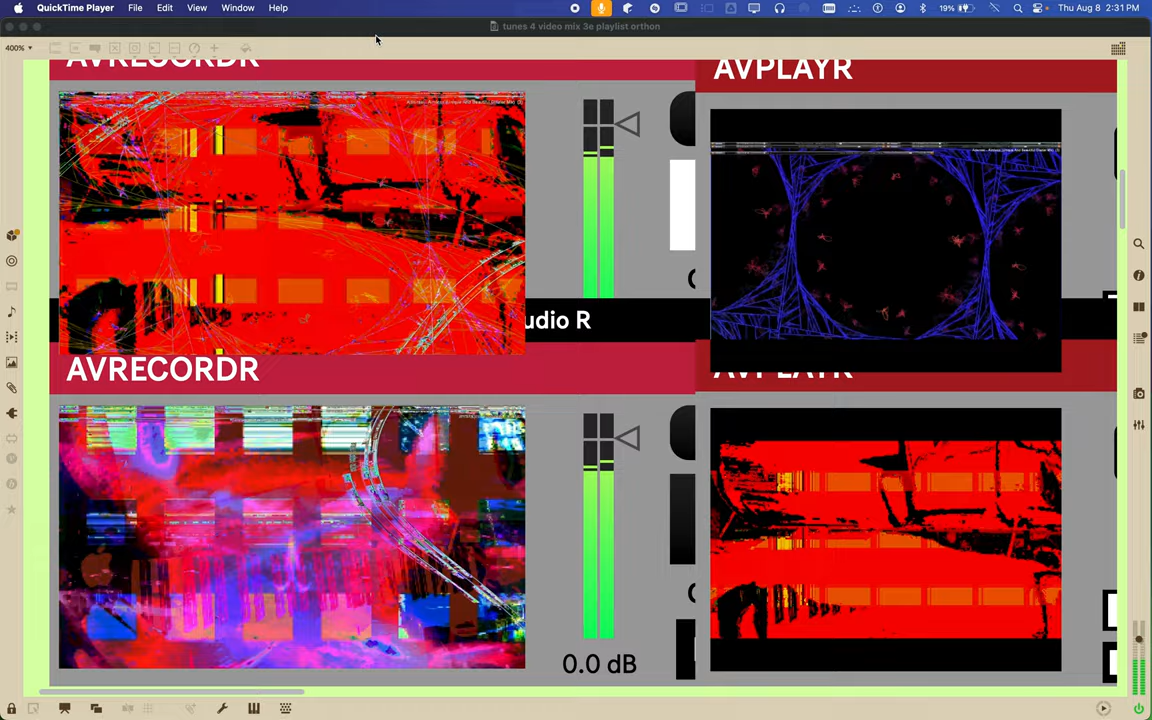 QuickTime Player File Edit View Window Help 19% Thu Aug 8 2:31 PM
tunes 4 video mix 3e playlist orthon
400%
AVRECORDR
AVPLAYR
udio R
AVRECORDR
AVPLAYR
0.0 dB